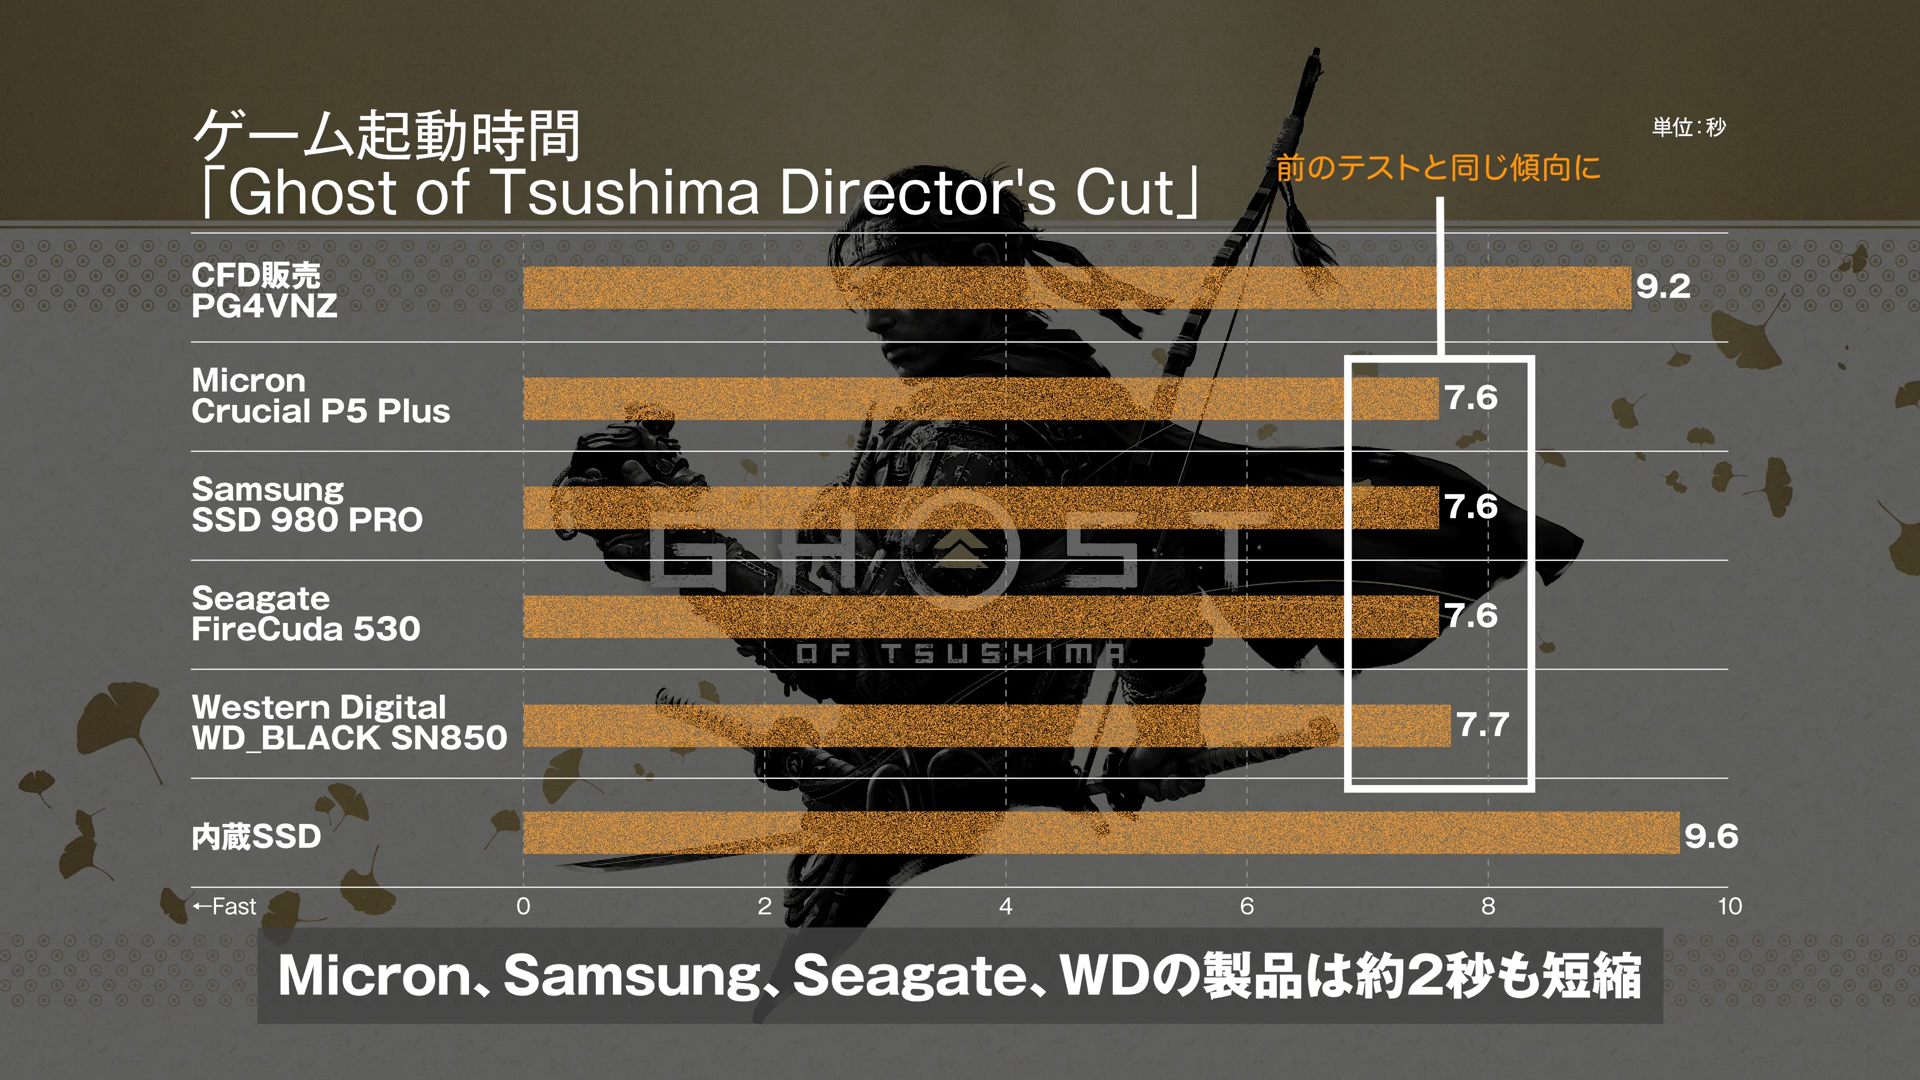 ゲーム起動時間
「Ghost of Tsushima Director's Cut」
単位:秒
前のテストと同じ傾向に
CFD販売
PG4VNZ
9.2
Micron
Crucial P5 Plus
7.6
Samsung
SSD 980 PRO
7.6
GHOST
OF TSUSHIMA
Seagate
FireCuda 530
7.6
Western Digital
WD_BLACK SN850
7.7
内蔵SSD
9.6
←Fast
0 2 4 6 8 10
Micron、Samsung、Seagate、WDの製品は約2秒も短縮